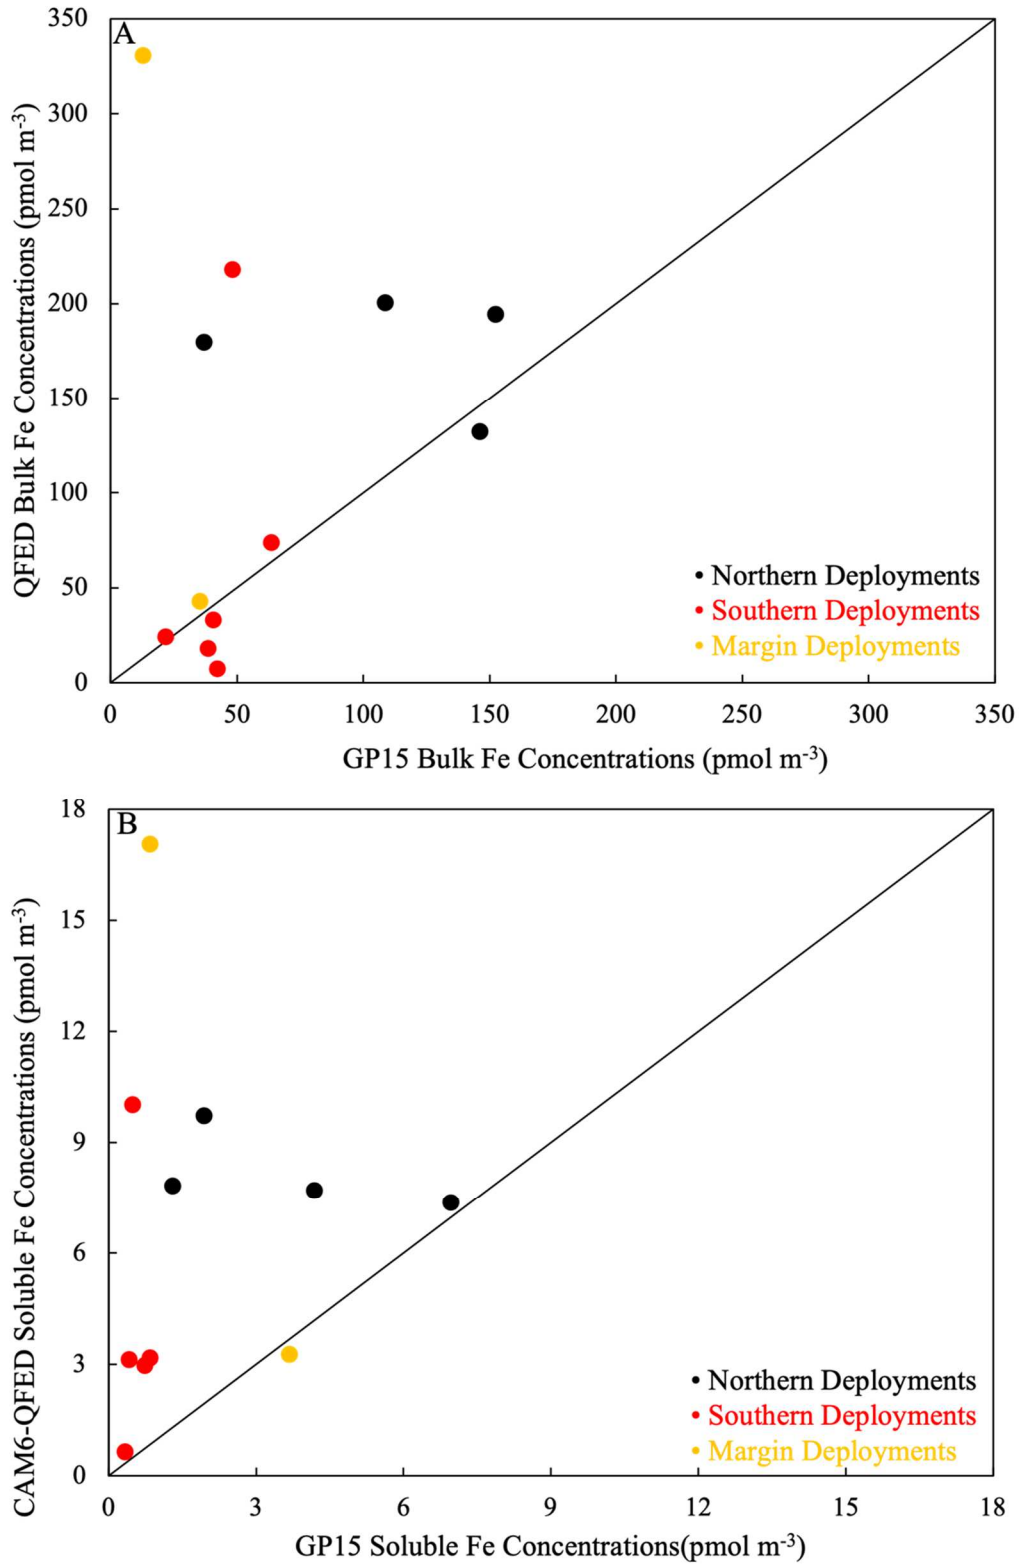 A
350
300
250
200
150
100
50
0
QFED Bulk Fe Concentrations (pmol m⁻³)
• Northern Deployments
• Southern Deployments
• Margin Deployments
0 50 100 150 200 250 300 350
GP15 Bulk Fe Concentrations (pmol m⁻³)
B
18
15
12
9
6
3
0
CAM6-QFED Soluble Fe Concentrations (pmol m⁻³)
• Northern Deployments
• Southern Deployments
• Margin Deployments
0 3 6 9 12 15 18
GP15 Soluble Fe Concentrations(pmol m⁻³)